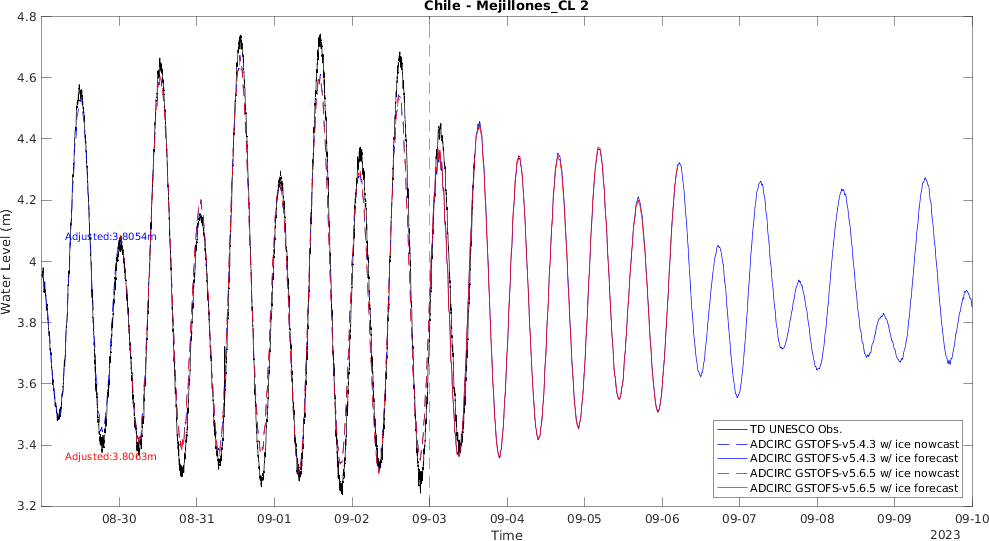 Chile - Mejillones_CL 2
4.8
4.6
4.4
4.2
4
3.8
3.6
3.4
3.2
Water Level (m)
Adjusted:3.8054m
Adjusted:3.8063m
TD UNESCO Obs.
ADCIRC GSTOFS-v5.4.3 w/ ice nowcast
ADCIRC GSTOFS-v5.4.3 w/ ice forecast
ADCIRC GSTOFS-v5.6.5 w/ ice nowcast
ADCIRC GSTOFS-v5.6.5 w/ ice forecast
08-30 08-31 09-01 09-02 09-03 09-04 09-05 09-06 09-07 09-08 09-09 09-10
Time
2023